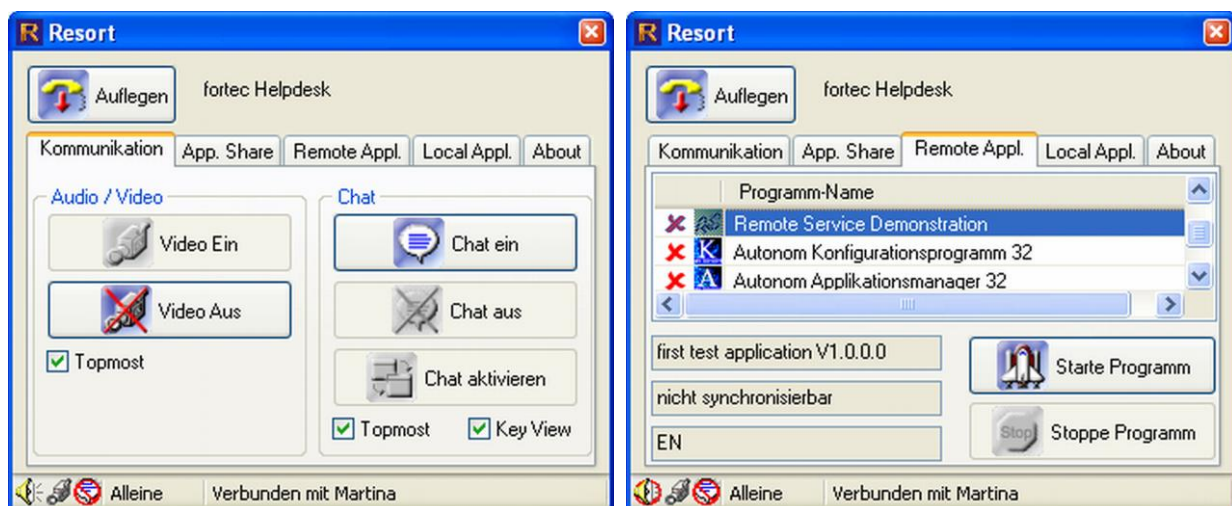 Resort
Auflegen
fortec Helpdesk
Kommunikation App. Share Remote Appl. Local Appl. About
Audio / Video
Video Ein
Video Aus
Topmost
Chat
Chat ein
Chat aus
Chat aktivieren
Topmost Key View
Alleine Verbunden mit Martina
Resort
Auflegen
fortec Helpdesk
Kommunikation App. Share Remote Appl. Local Appl. About
Programm-Name
Remote Service Demonstration
Autonom Konfigurationsprogramm 32
Autonom Applikationsmanager 32
first test application V1.0.0.0
nicht synchronisierbar
EN
Starte Programm
Stop Stoppe Programm
Alleine Verbunden mit Martina